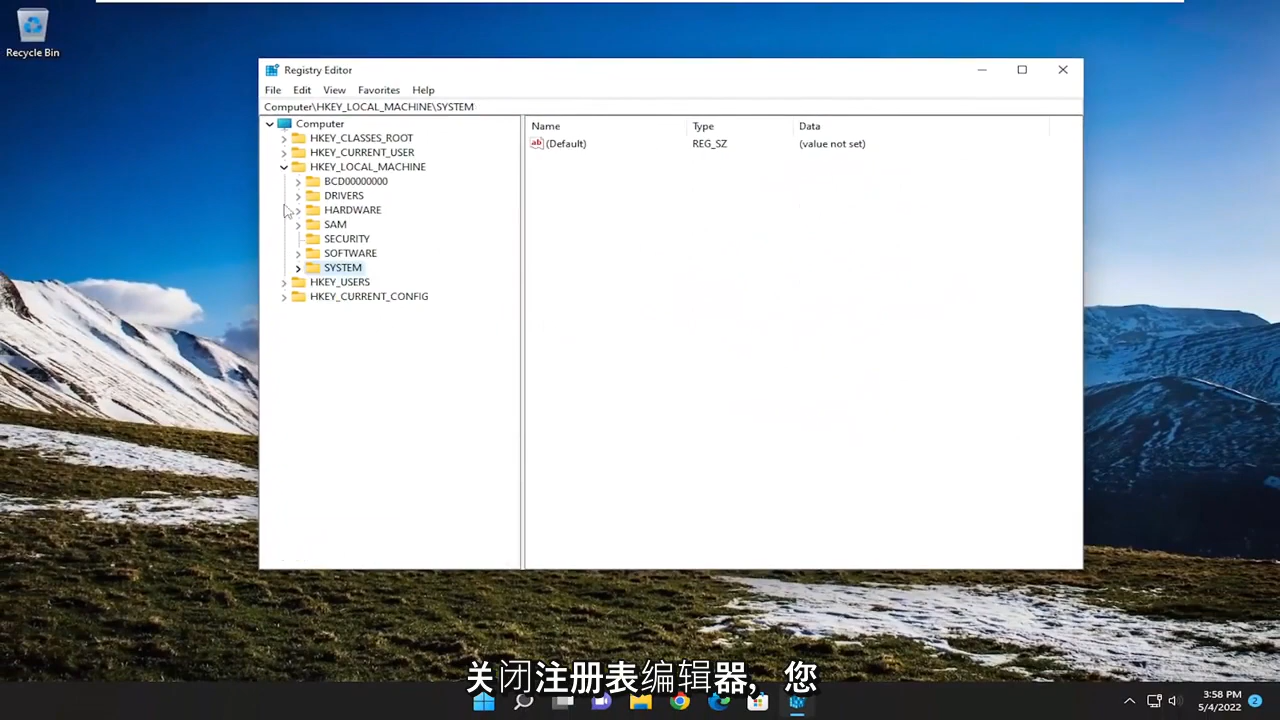 Recycle Bin
Registry Editor
File Edit View Favorites Help
Computer\HKEY_LOCAL_MACHINE\SYSTEM
Computer
HKEY_CLASSES_ROOT
HKEY_CURRENT_USER
HKEY_LOCAL_MACHINE
BCD00000000
DRIVERS
HARDWARE
SAM
SECURITY
SOFTWARE
SYSTEM
HKEY_USERS
HKEY_CURRENT_CONFIG
Name Type Data
ab (Default) REG_SZ (value not set)
关闭注册表编辑器，您
3:58 PM
5/4/2022
2